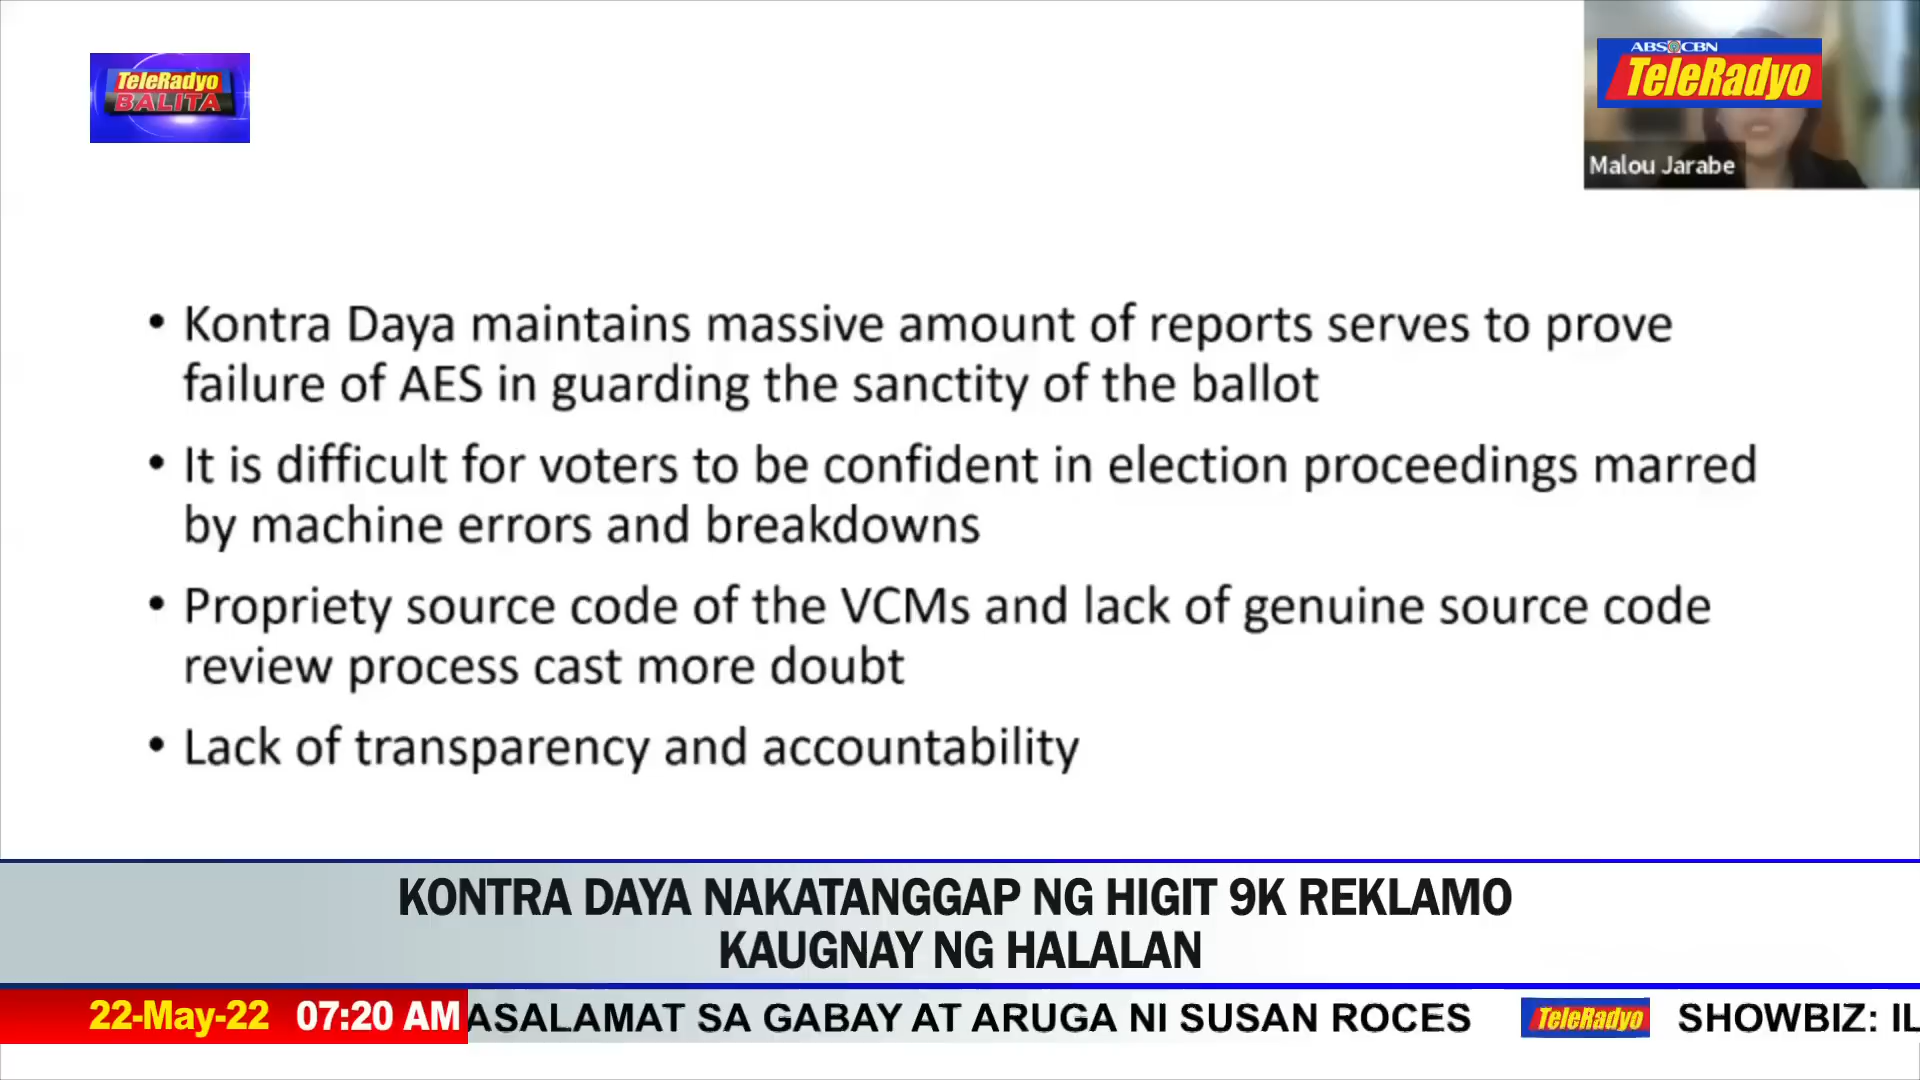 TeleRadyo
BALITA
ABS CBN
TeleRadyo
Malou Jarabe
• Kontra Daya maintains massive amount of reports serves to prove
failure of AES in guarding the sanctity of the ballot
• It is difficult for voters to be confident in election proceedings marred
by machine errors and breakdowns
• Propriety source code of the VCMs and lack of genuine source code
review process cast more doubt
• Lack of transparency and accountability
KONTRA DAYA NAKATANGGAP NG HIGIT 9K REKLAMO
KAUGNAY NG HALALAN
22-May-22 07:20 AM ASALAMAT SA GABAY AT ARUGA NI SUSAN ROCES TeleRadyo SHOWBIZ: IL